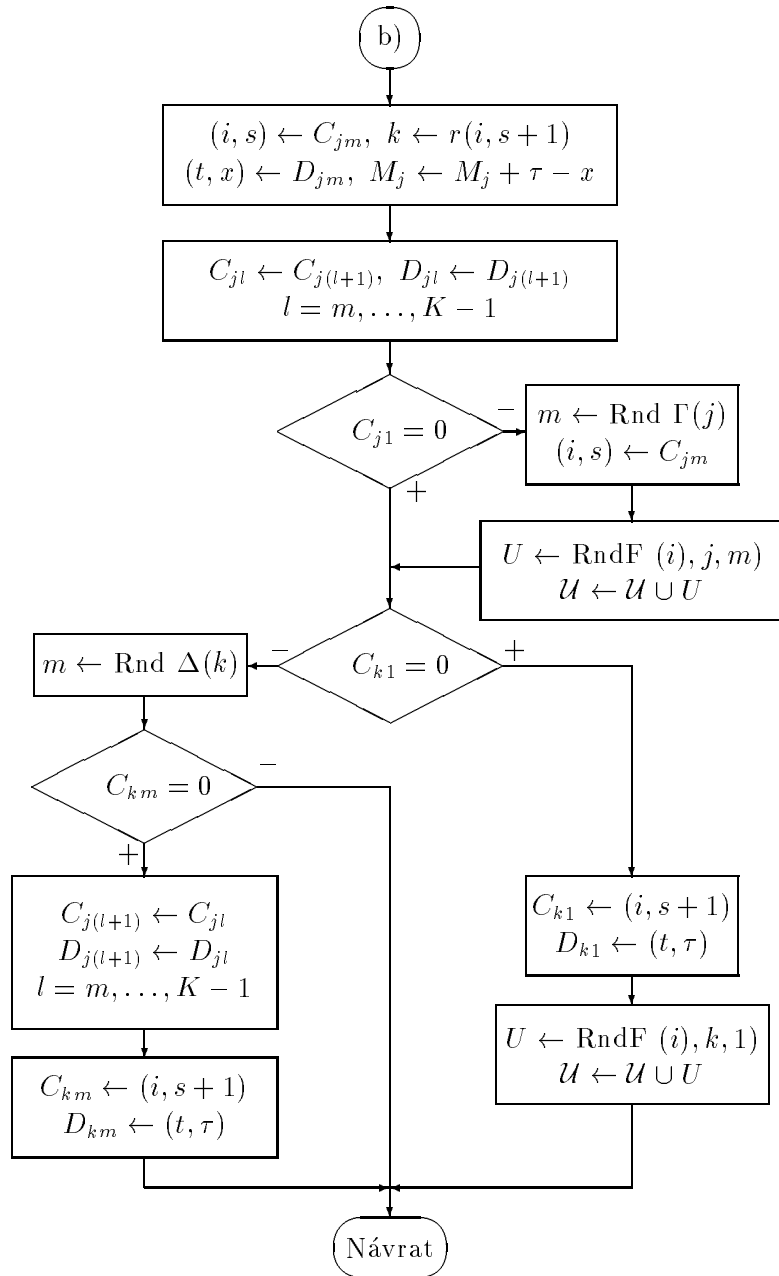 b)
(i, s) ← C_{jm}, k ← r(i, s + 1)
(t, x) ← D_{jm}, M_j ← M_j + τ − x
C_{jl} ← C_{j(l+1)}, D_{jl} ← D_{j(l+1)}
l = m, . . . , K − 1
C_{j1} = 0
−
+
m ← Rnd Γ(j)
(i, s) ← C_{jm}
U ← RndF (i), j, m)
𝒰 ← 𝒰 ∪ U
C_{k1} = 0
−
+
m ← Rnd Δ(k)
C_{km} = 0
−
+
C_{j(l+1)} ← C_{jl}
D_{j(l+1)} ← D_{jl}
l = m, . . . , K − 1
C_{k1} ← (i, s + 1)
D_{k1} ← (t, τ)
U ← RndF (i), k, 1)
𝒰 ← 𝒰 ∪ U
C_{km} ← (i, s + 1)
D_{km} ← (t, τ)
Návrat